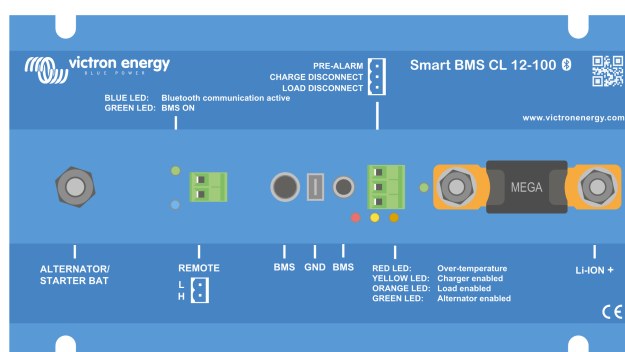 victron energy
BLUE POWER
PRE-ALARM
CHARGE DISCONNECT
LOAD DISCONNECT
Smart BMS CL 12-100
BLUE LED: Bluetooth communication active
GREEN LED: BMS ON
www.victronenergy.com
MEGA
ALTERNATOR/
STARTER BAT
REMOTE
L
H
BMS GND BMS
RED LED: Over-temperature
YELLOW LED: Charger enabled
ORANGE LED: Load enabled
GREEN LED: Alternator enabled
Li-ION +
CE